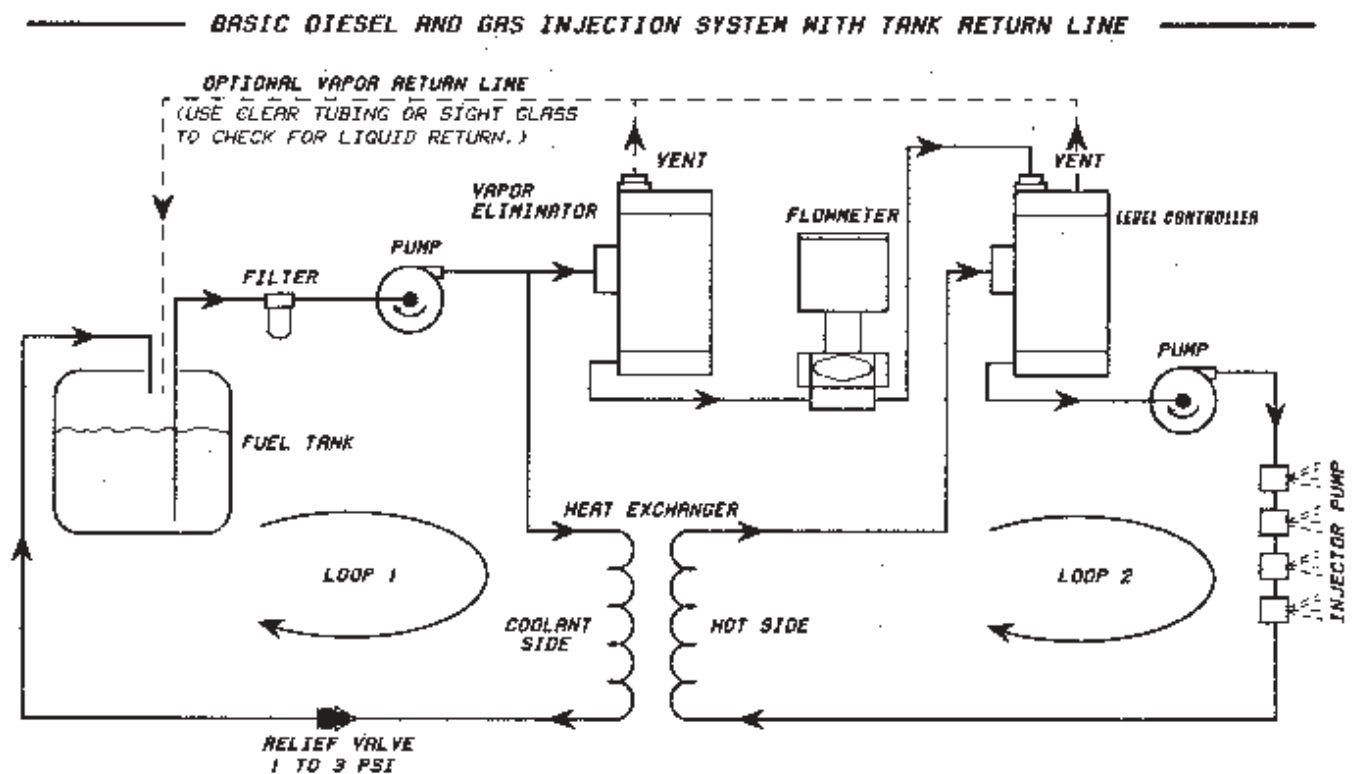 BASIC DIESEL AND GAS INJECTION SYSTEM WITH TANK RETURN LINE
OPTIONAL VAPOR RETURN LINE
(USE CLEAR TUBING OR SIGHT GLASS
TO CHECK FOR LIQUID RETURN.)
VENT
VENT
VAPOR
ELIMINATOR
FLOWMETER
LEVEL CONTROLLER
PUMP
FILTER
PUMP
FUEL TANK
HEAT EXCHANGER
INJECTOR PUMP
LOOP 1
LOOP 2
COOLANT
SIDE
HOT SIDE
RELIEF VALVE
1 TO 3 PSI